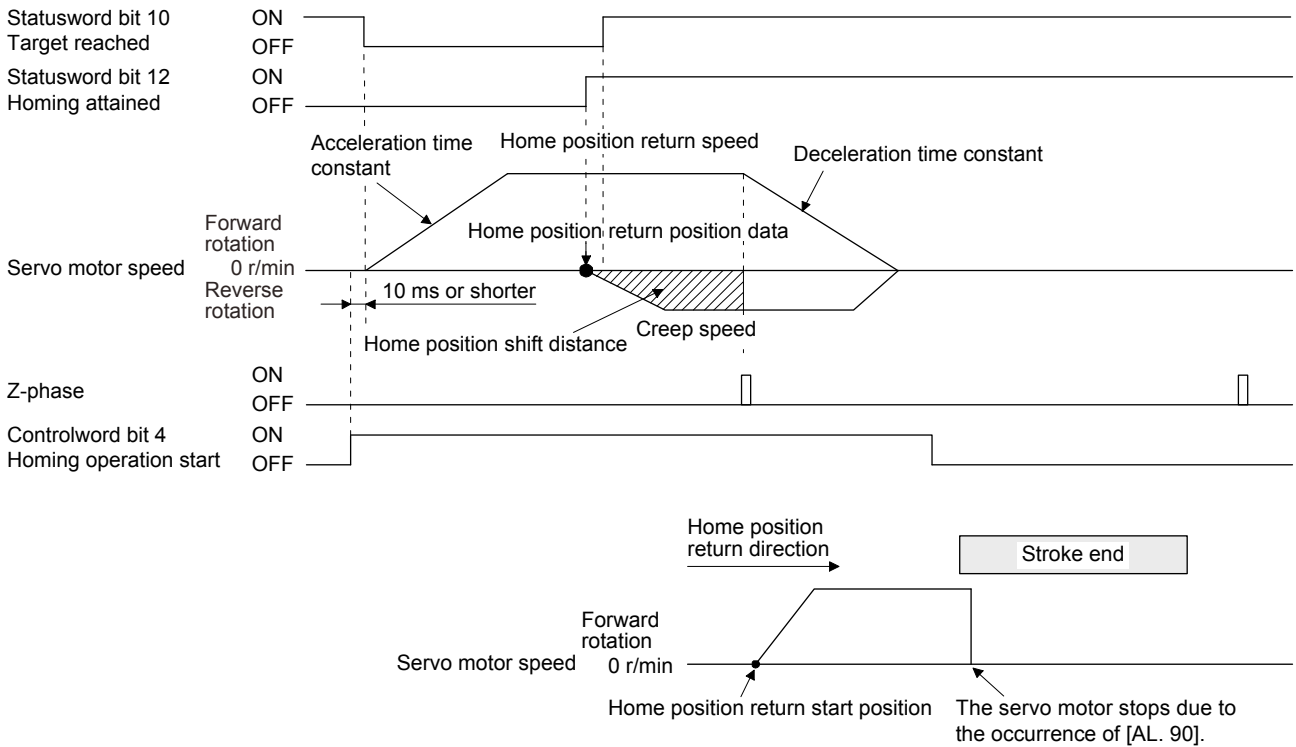 Statusword bit 10 ON
Target reached OFF
Statusword bit 12 ON
Homing attained OFF
Acceleration time
constant
Home position return speed
Deceleration time constant
Forward
rotation
Home position return position data
Servo motor speed 0 r/min
Reverse
rotation
10 ms or shorter
Creep speed
Home position shift distance
ON
Z-phase
OFF
Controlword bit 4 ON
Homing operation start OFF
Home position
return direction
Stroke end
Forward
rotation
Servo motor speed 0 r/min
Home position return start position
The servo motor stops due to
the occurrence of [AL. 90].